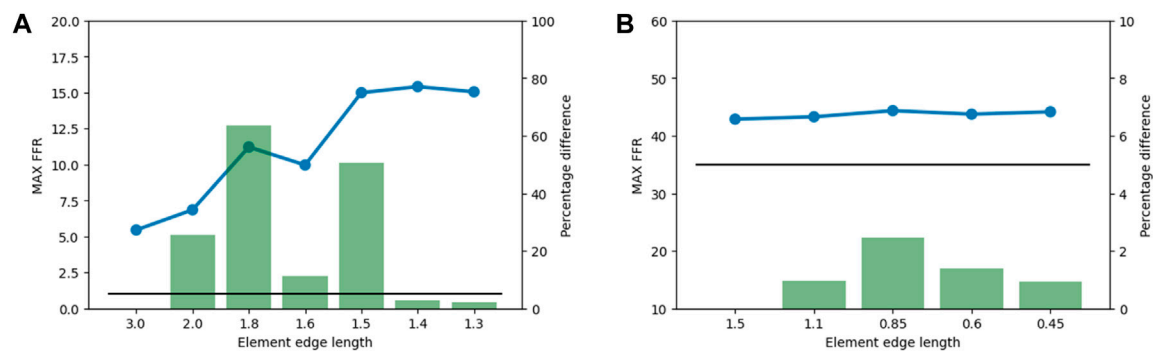 A
MAX FFR
20.0
17.5
15.0
12.5
10.0
7.5
5.0
2.5
0.0
100
80
60
40
20
0
Percentage difference
3.0 2.0 1.8 1.6 1.5 1.4 1.3
Element edge length
B
MAX FFR
60
50
40
30
20
10
10
8
6
4
2
0
Percentage difference
1.5 1.1 0.85 0.6 0.45
Element edge length